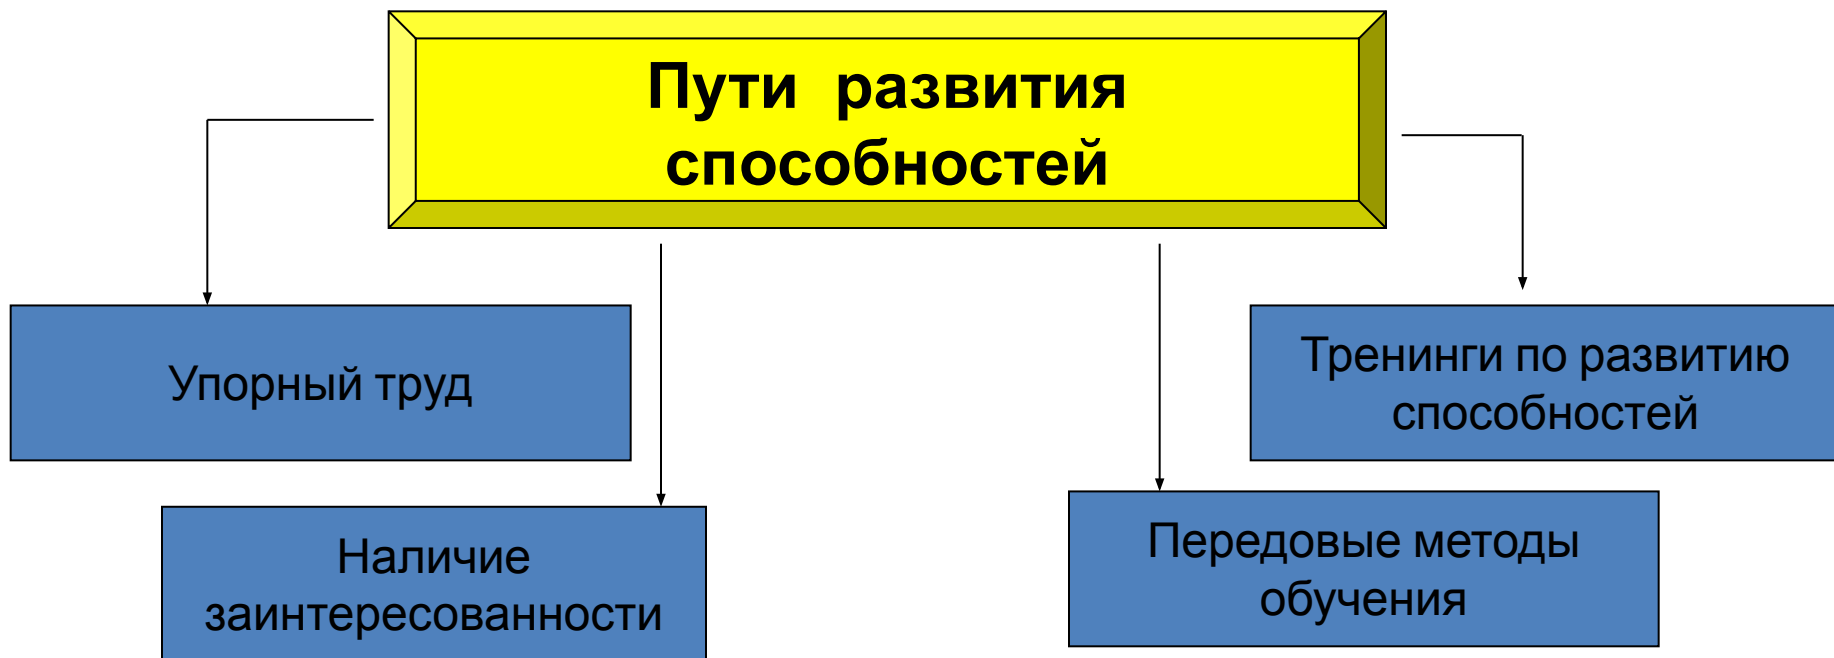 Пути развития
способностей
Упорный труд
Тренинги по развитию
способностей
Наличие
заинтересованности
Передовые методы
обучения